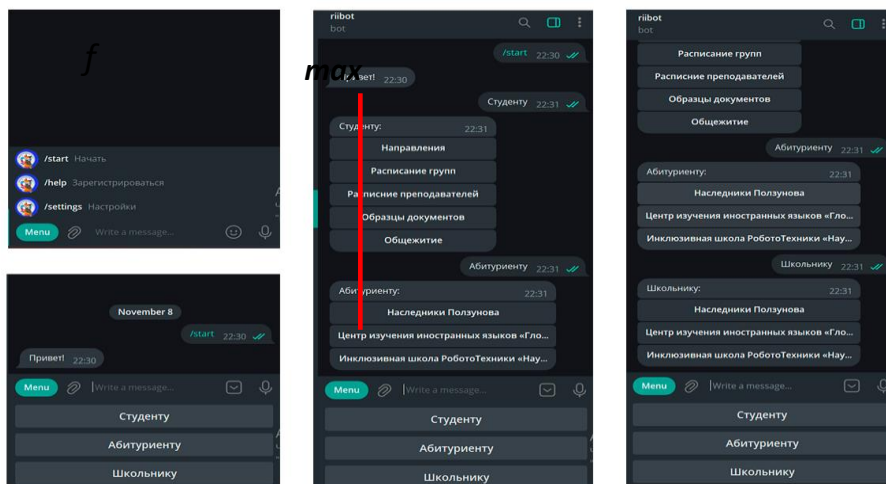 f
/start Начать
/help Зарегистрироваться
/settings Настройки
Menu Write a message...
November 8
/start 22:30
Привет! 22:30
Menu Write a message...
Студенту
Абитуриенту
Школьнику
riibot
bot
/start 22:30
max
Привет! 22:30
Студенту 22:31
Студенту: 22:31
Направления
Расписание групп
Расписние преподавателей
Образцы документов
Общежитие
Абитуриенту 22:31
Абитуриенту: 22:31
Наследники Ползунова
Центр изучения иностранных языков «Гло...
Инклюзивная школа РоботоТехники «Нау...
Menu Write a message...
Студенту
Абитуриенту
Школьнику
riibot
bot
Расписание групп
Расписние преподавателей
Образцы документов
Общежитие
Абитуриенту 22:31
Абитуриенту: 22:31
Наследники Ползунова
Центр изучения иностранных языков «Гло...
Инклюзивная школа РоботоТехники «Нау...
Школьнику 22:31
Школьнику: 22:31
Наследники Ползунова
Центр изучения иностранных языков «Гло...
Инклюзивная школа РоботоТехники «Нау...
Menu Write a message...
Студенту
Абитуриенту
Школьнику